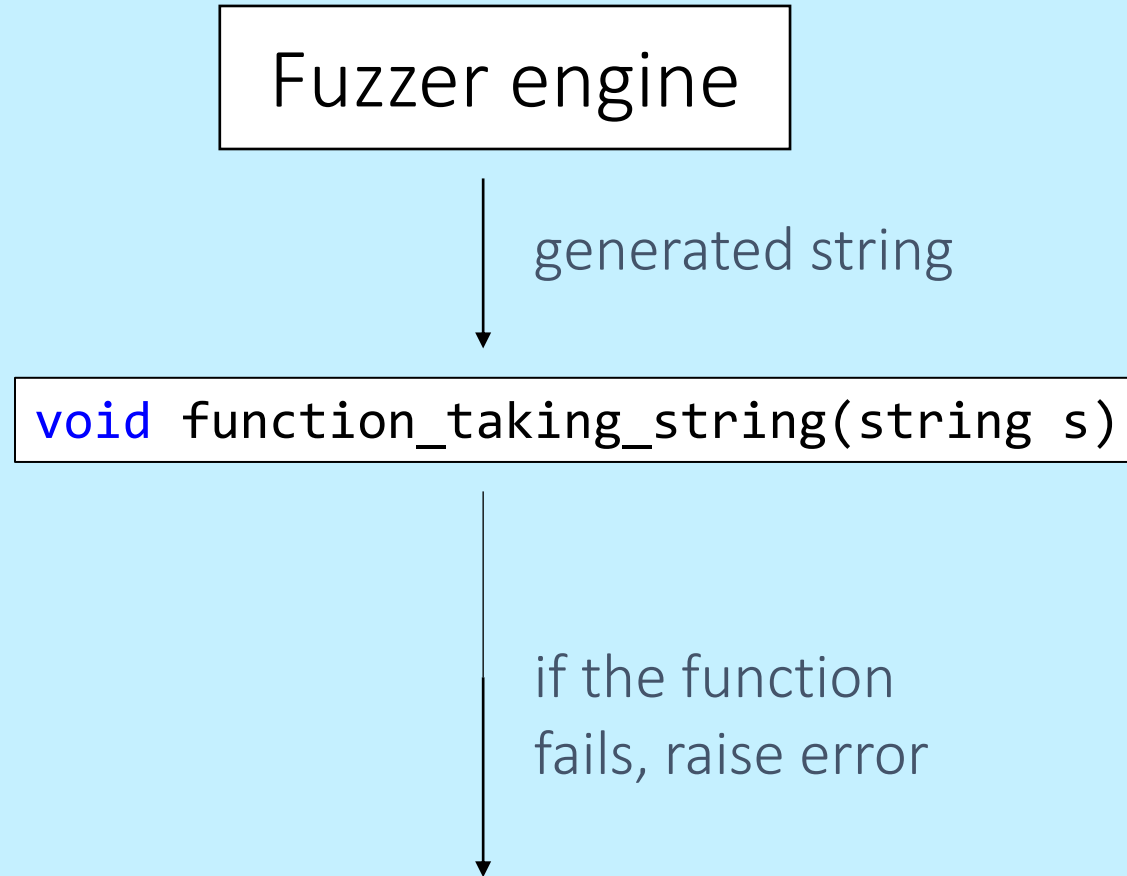 Fuzzer engine
generated string
void function_taking_string(string s)
if the function
fails, raise error